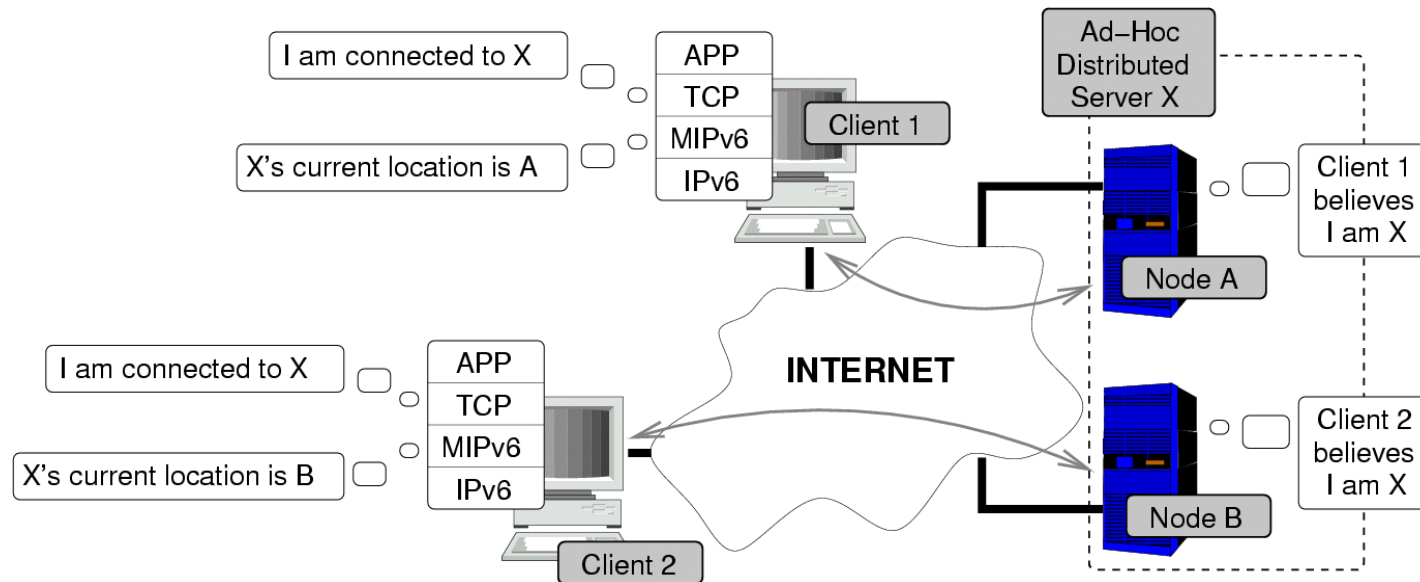 I am connected to X
APP
TCP
MIPv6
IPv6
Client 1
X's current location is A
Ad-Hoc
Distributed
Server X
Client 1
believes
I am X
Node A
INTERNET
I am connected to X
APP
TCP
MIPv6
IPv6
X's current location is B
Client 2
Client 2
believes
I am X
Node B